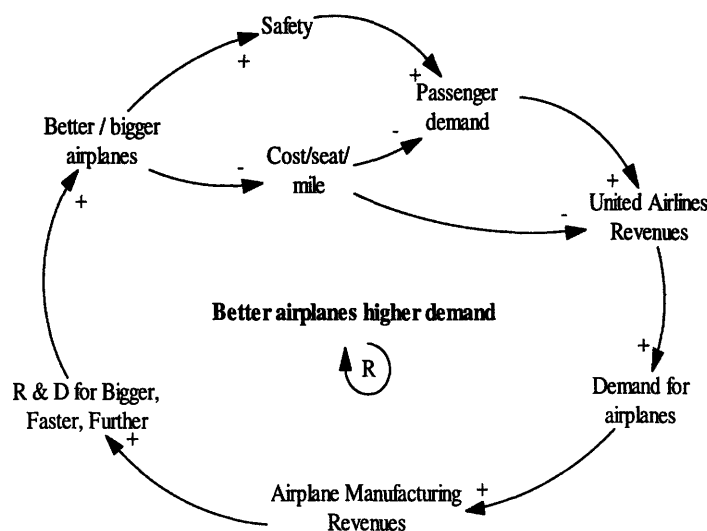 Safety
+
+
Passenger
demand
Better / bigger
airplanes
-
Cost/seat/
mile
-
+
+
-
United Airlines
Revenues
Better airplanes higher demand
R
+
R & D for Bigger,
Faster, Further
Demand for
airplanes
+
+
Airplane Manufacturing
Revenues